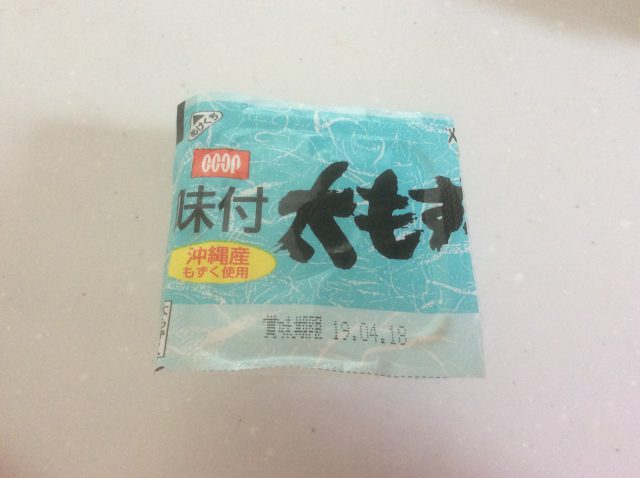 あけくち
COOP
味付
太もず
沖縄産
もずく使用
賞味期限 19.04.18